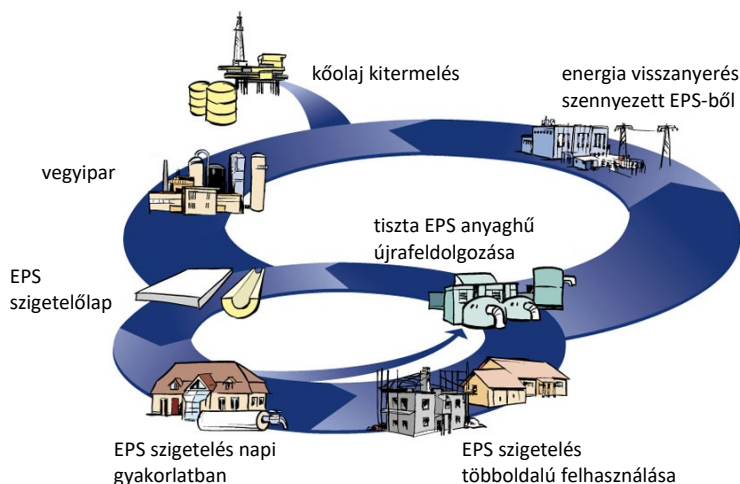 kőolaj kitermelés
energia visszanyerés
szennyezett EPS-ből
vegyipar
tiszta EPS anyaghű
újrafeldolgozása
EPS
szigetelőlap
EPS szigetelés napi
gyakorlatban
EPS szigetelés
többoldalú felhasználása